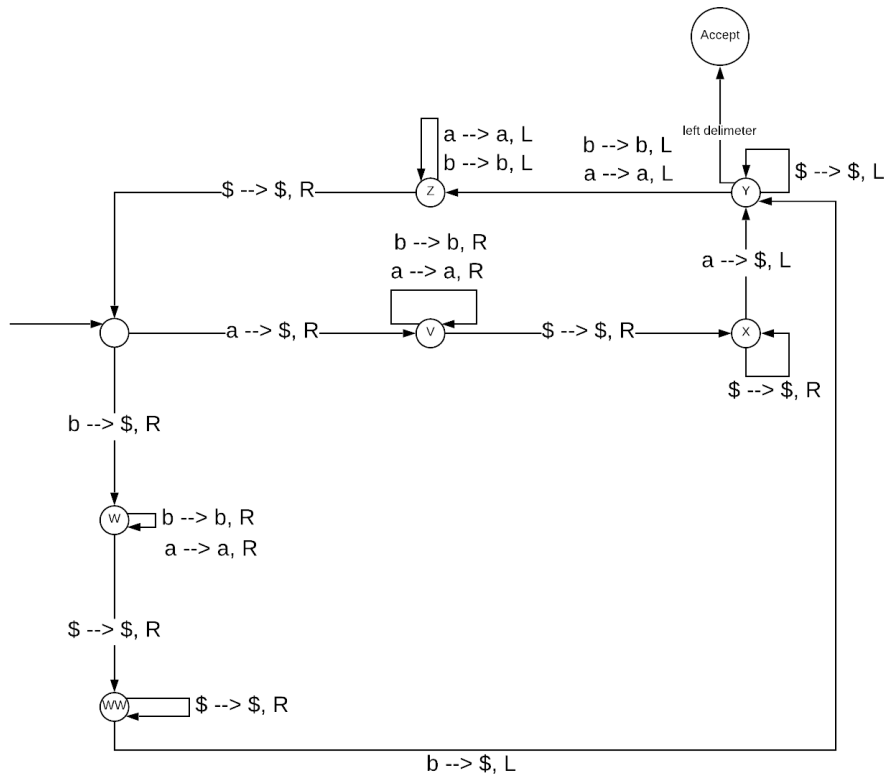 Accept
left delimeter
a --> a, L
b --> b, L
b --> b, L
a --> a, L
$ --> $, L
$ --> $, R
Z
Y
b --> b, R
a --> a, R
a --> $, L
a --> $, R
V
$ --> $, R
X
$ --> $, R
b --> $, R
W
b --> b, R
a --> a, R
$ --> $, R
WW
$ --> $, R
b --> $, L